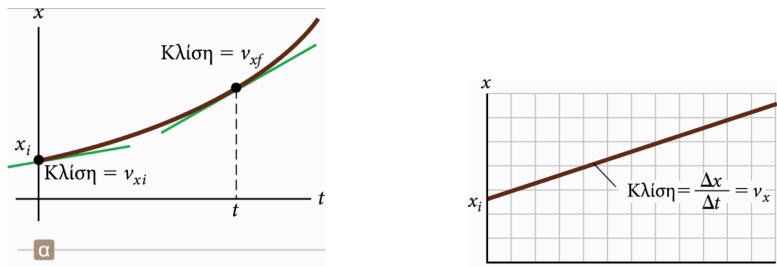 x
Κλίση = v_xf
x_i
Κλίση = v_xi
t
t
α
x
Κλίση = Δx/Δt = v_x
x_i